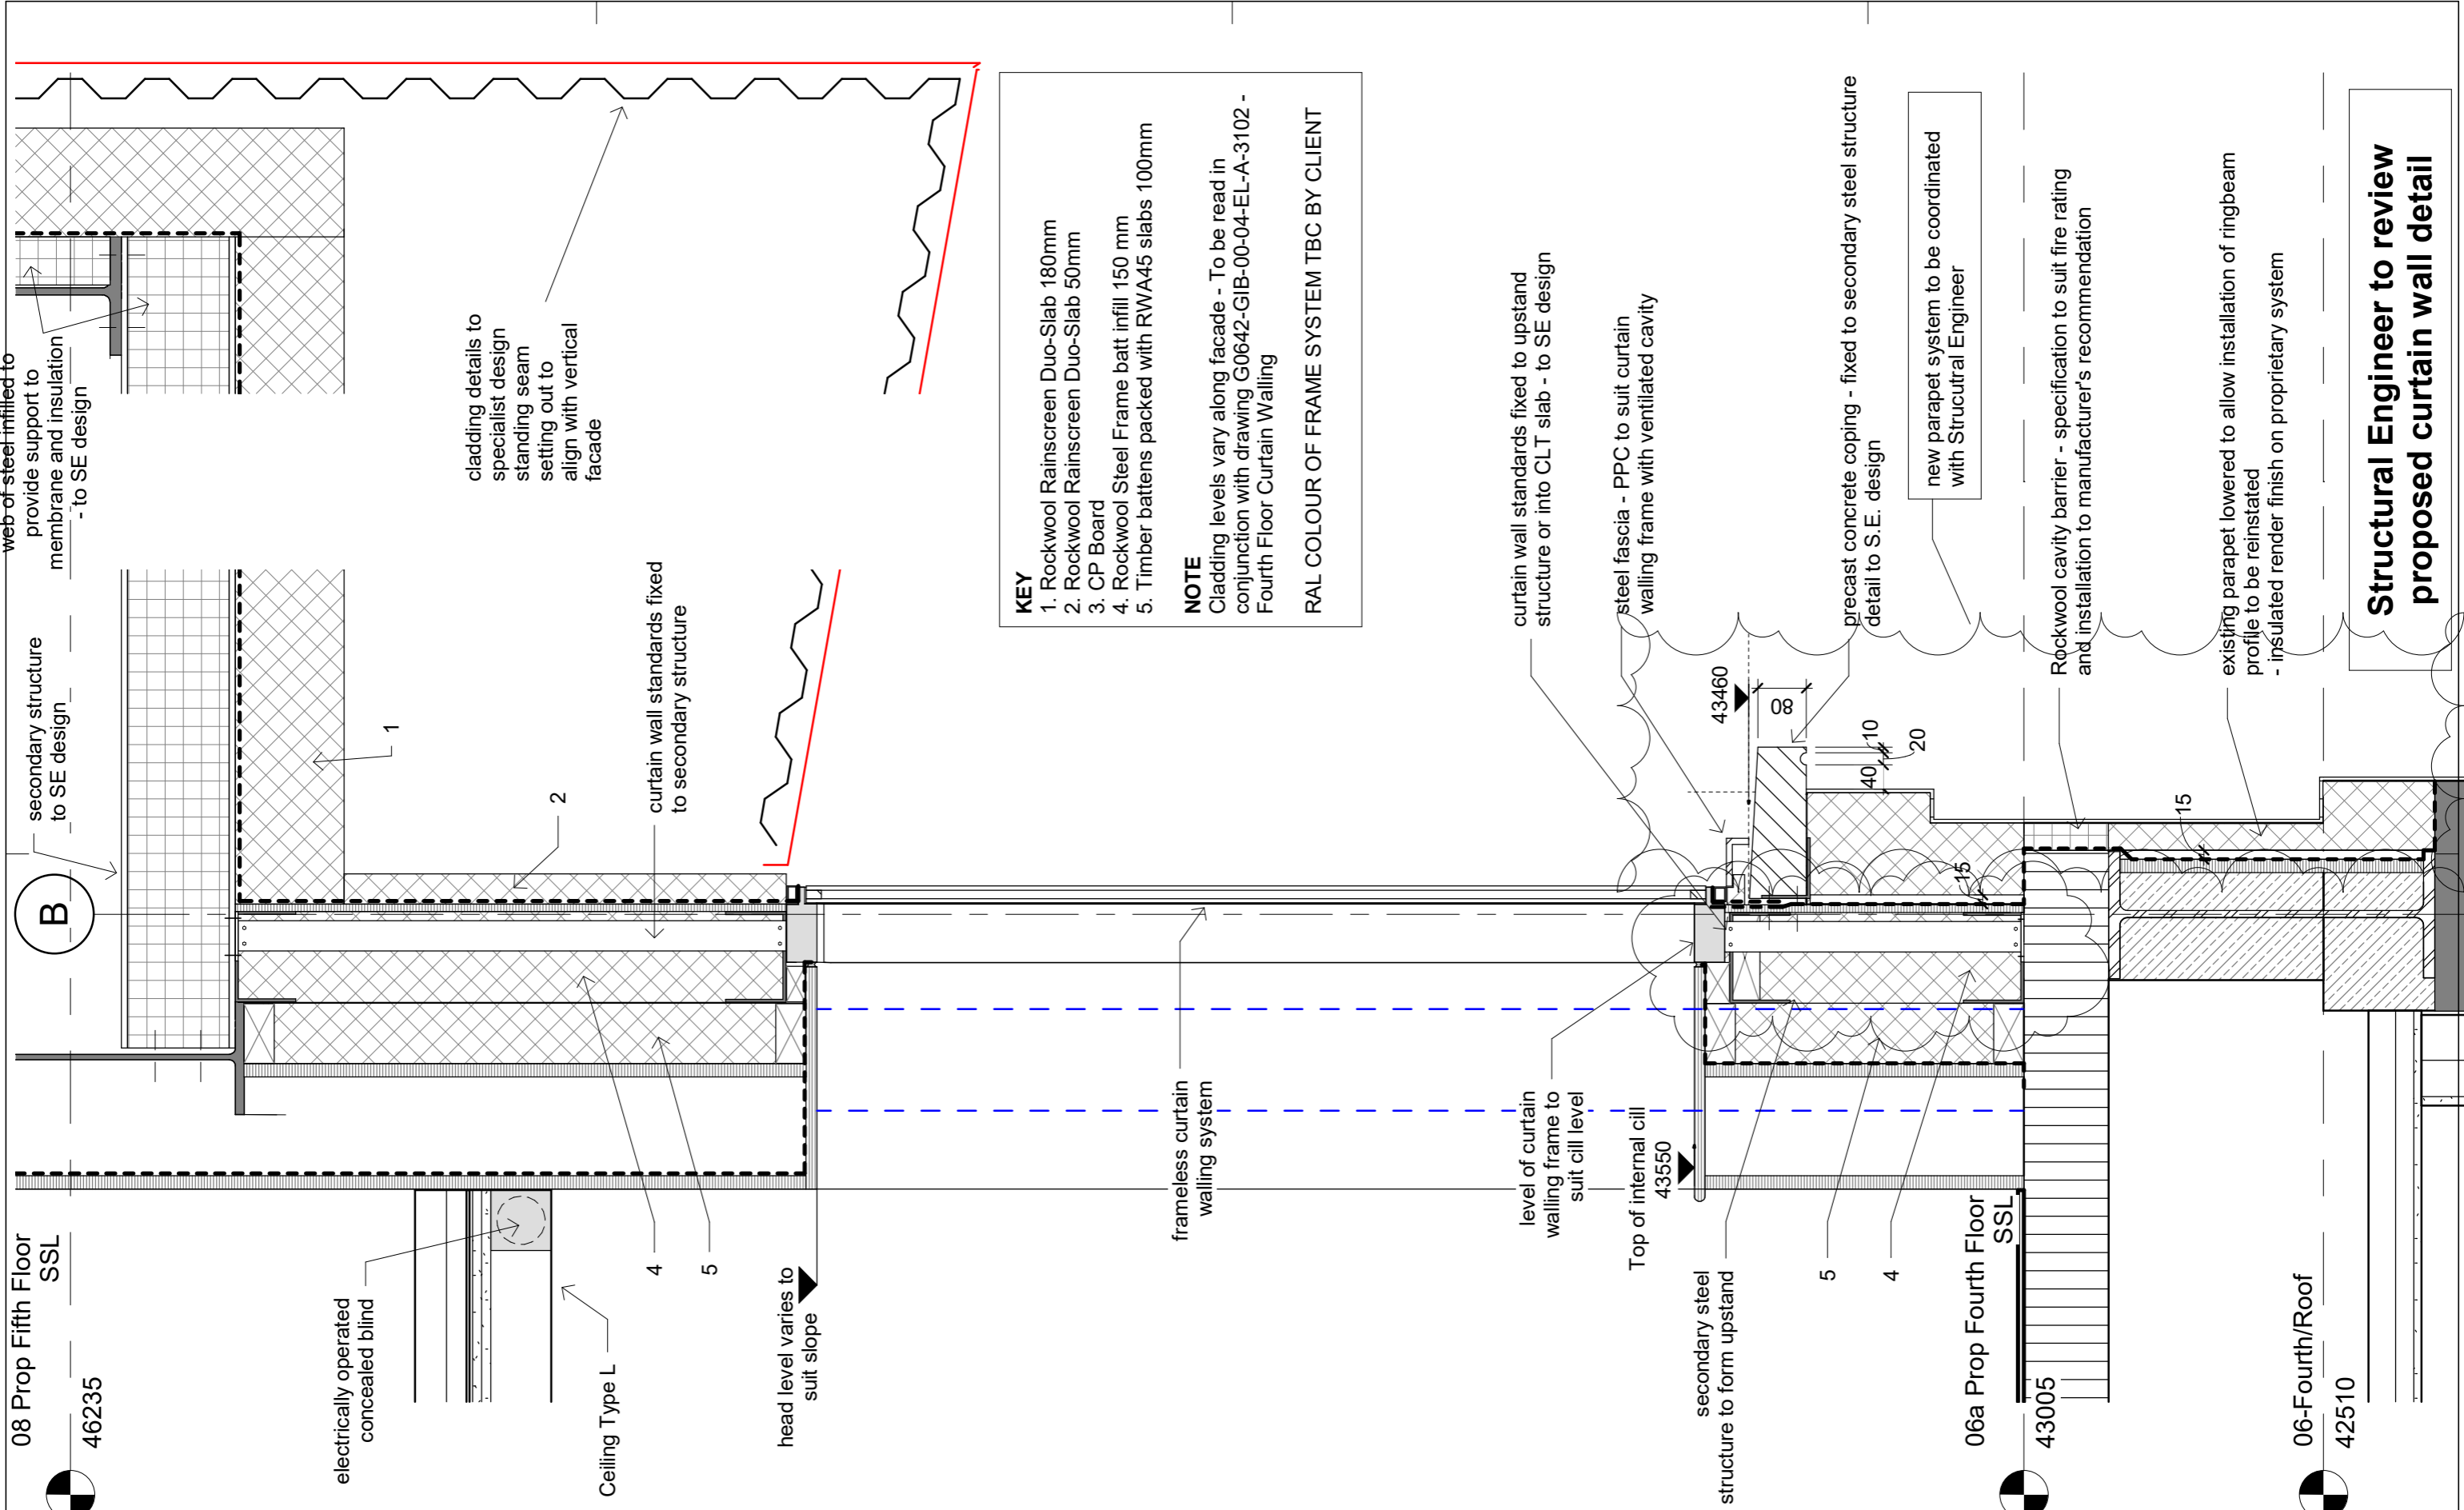 08 Prop Fifth Floor
SSL
46235
B
secondary structure
to SE design
web of steel infilled to
provide support to
membrane and insulation
- to SE design
electrically operated
concealed blind
Ceiling Type L
4
5
1
2
cladding details to
specialist design
standing seam
setting out to
align with vertical
facade
curtain wall standards fixed
to secondary structure
head level varies to
suit slope
KEY
1. Rockwool Rainscreen Duo-Slab 180mm
2. Rockwool Rainscreen Duo-Slab 50mm
3. CP Board
4. Rockwool Steel Frame batt infill 150 mm
5. Timber battens packed with RWA45 slabs 100mm
NOTE
Cladding levels vary along facade - To be read in
conjunction with drawing G0642-GIB-00-04-EL-A-3102 -
Fourth Floor Curtain Walling
RAL COLOUR OF FRAME SYSTEM TBC BY CLIENT
frameless curtain
walling system
curtain wall standards fixed to upstand
structure or into CLT slab - to SE design
level of curtain
walling frame to
suit cill level
steel fascia - PPC to suit curtain
walling frame with ventilated cavity
Top of internal cill
43550
43460
80
10
20
40
15
15
precast concrete coping - fixed to secondary steel structure
detail to S.E. design
secondary steel
structure to form upstand
5
4
new parapet system to be coordinated
with Strucutral Engineer
06a Prop Fourth Floor
SSL
43005
Rockwool cavity barrier - specification to suit fire rating
and installation to manufacturer's recommendation
existing parapet lowered to allow installation of ringbeam
profile to be reinstated
- insulated render finish on proprietary system
06-Fourth/Roof
42510
Structural Engineer to review
proposed curtain wall detail